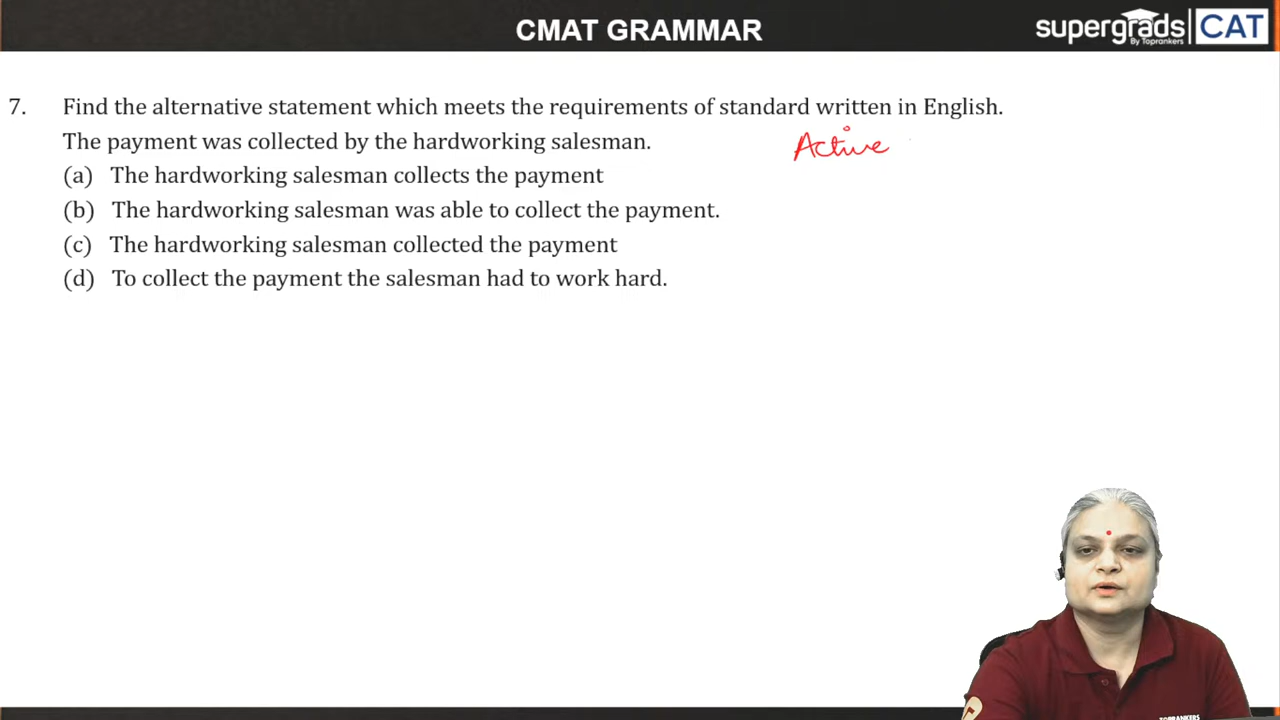 CMAT GRAMMAR
supergrads CAT
By Toprankers
7. Find the alternative statement which meets the requirements of standard written in English.
The payment was collected by the hardworking salesman.
Active
(a) The hardworking salesman collects the payment
(b) The hardworking salesman was able to collect the payment.
(c) The hardworking salesman collected the payment
(d) To collect the payment the salesman had to work hard.
TOPRANKERS